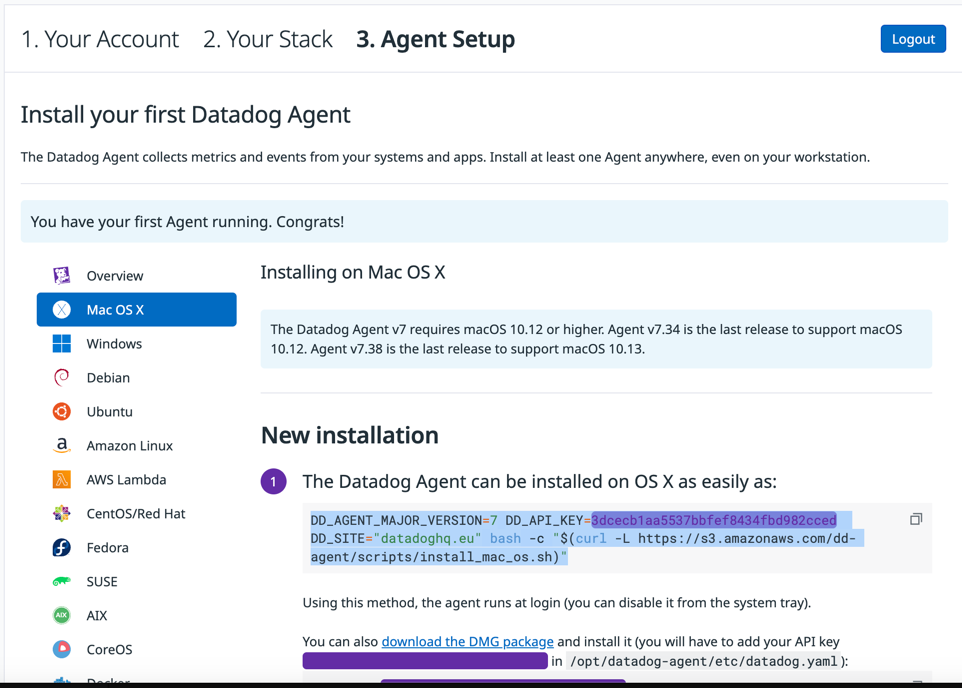 1. Your Account 2. Your Stack 3. Agent Setup Logout
Install your first Datadog Agent
The Datadog Agent collects metrics and events from your systems and apps. Install at least one Agent anywhere, even on your workstation.
You have your first Agent running. Congrats!
Overview
Mac OS X
Windows
Debian
Ubuntu
Amazon Linux
AWS Lambda
CentOS/Red Hat
Fedora
SUSE
AIX
CoreOS
Docker
Installing on Mac OS X
The Datadog Agent v7 requires macOS 10.12 or higher. Agent v7.34 is the last release to support macOS
10.12. Agent v7.38 is the last release to support macOS 10.13.
New installation
1 The Datadog Agent can be installed on OS X as easily as:
DD_AGENT_MAJOR_VERSION=7 DD_API_KEY=3dcecb1aa5537bbfef8434fbd982cced
DD_SITE="datadoghq.eu" bash -c "$(curl -L https://s3.amazonaws.com/dd-
agent/scripts/install_mac_os.sh)"
Using this method, the agent runs at login (you can disable it from the system tray).
You can also download the DMG package and install it (you will have to add your API key
in /opt/datadog-agent/etc/datadog.yaml):